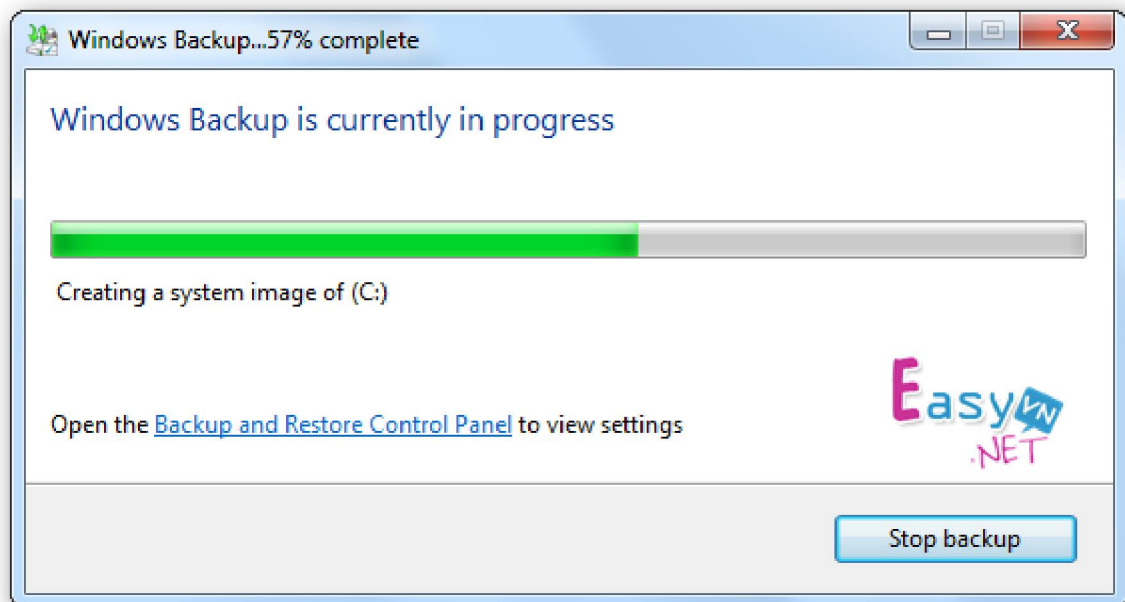 Windows Backup...57% complete
Windows Backup is currently in progress
Creating a system image of (C:)
Open the Backup and Restore Control Panel to view settings
EasyVN
.NET
Stop backup